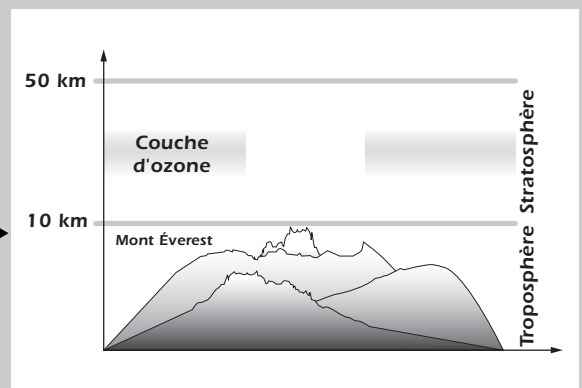 50 km
Couche
d'ozone
10 km
Mont Éverest
Stratosphère
Troposphère